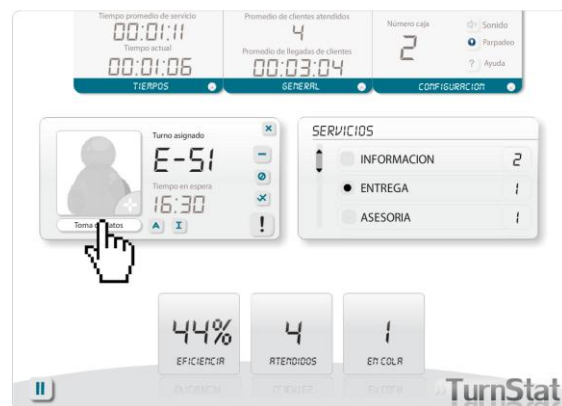 Tiempo promedio de servicio
00:01:11
Tiempo actual
00:01:06
TIEMPOS
Promedio de clientes atendidos
4
Promedio de llegadas de clientes
00:03:04
GENERAL
Número caja
2
Sonido
Parpadeo
? Ayuda
CONFIGURACION
Turno asignado
E-51
Tiempo en espera
16:30
A I
!
SERVICIOS
INFORMACION 2
ENTREGA 1
ASESORIA 1
44%
EFICIENCIA
4
ATENDIDOS
1
EN COLA
TurnStat